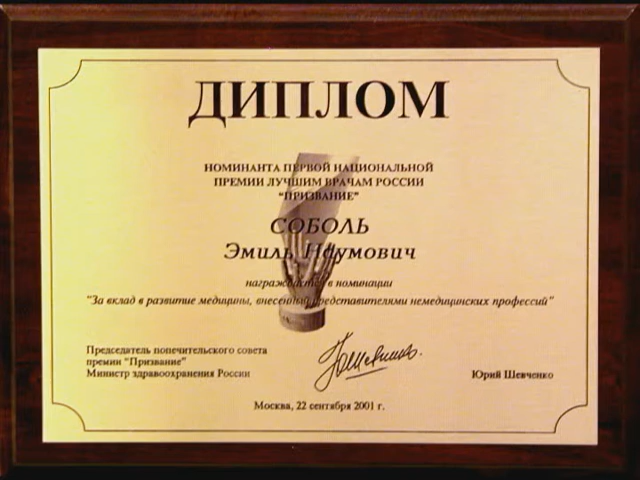 ДИПЛОМ
НОМИНАНТА ПЕРВОЙ НАЦИОНАЛЬНОЙ
ПРЕМИИ ЛУЧШИМ ВРАЧАМ РОССИИ
“ПРИЗВАНИЕ”
СОБОЛЬ
Эмиль Наумович
награждается в номинации
“За вклад в развитие медицины, внесенный представителями немедицинских профессий”
Председатель попечительского совета
премии “Призвание”
Министр здравоохранения России
Юрий Шевченко
Москва, 22 сентября 2001 г.